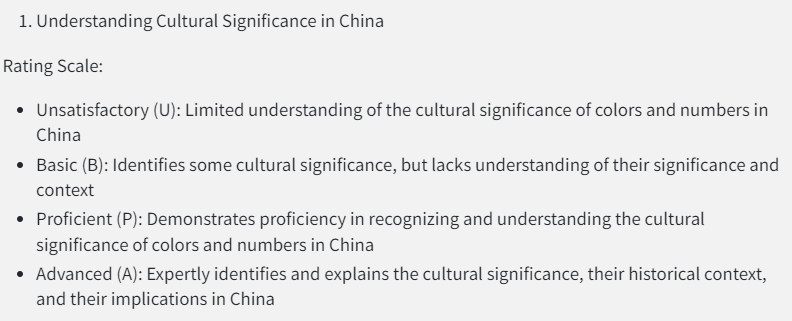 1. Understanding Cultural Significance in China
Rating Scale:
• Unsatisfactory (U): Limited understanding of the cultural significance of colors and numbers in
China
• Basic (B): Identifies some cultural significance, but lacks understanding of their significance and
context
• Proficient (P): Demonstrates proficiency in recognizing and understanding the cultural
significance of colors and numbers in China
• Advanced (A): Expertly identifies and explains the cultural significance, their historical context,
and their implications in China